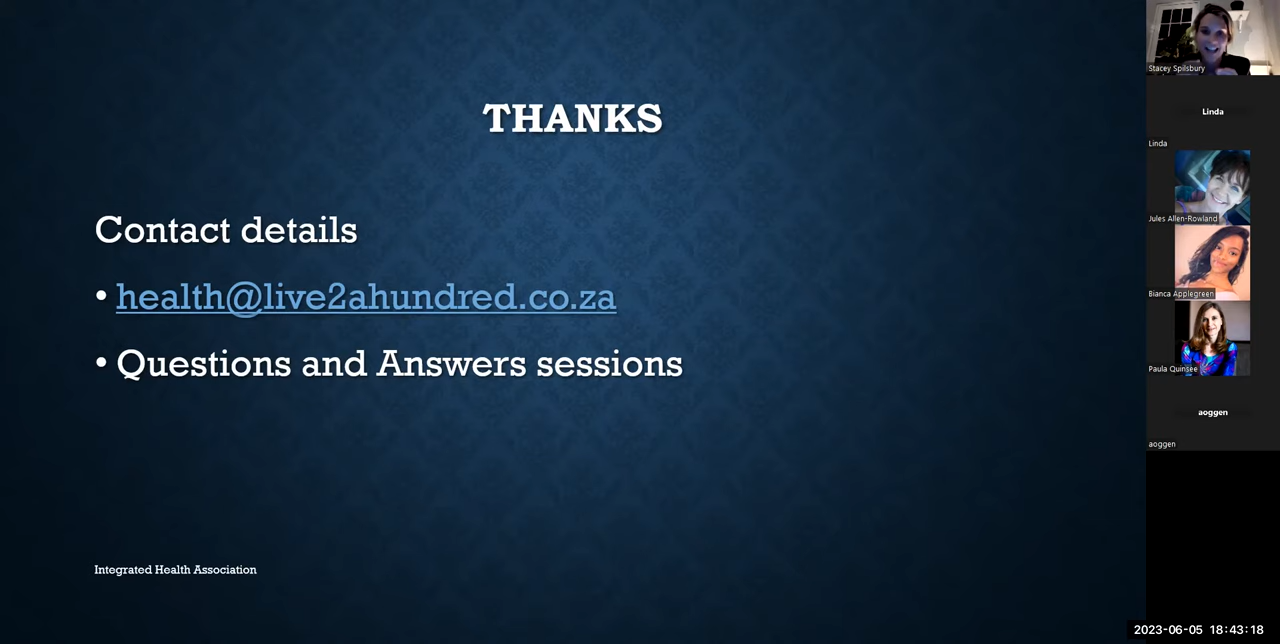 THANKS
Contact details
• health@live2ahundred.co.za
• Questions and Answers sessions
Integrated Health Association
Stacey Spilsbury
Linda
Linda
Jules Allen-Rowland
Bianca Applegreen
Paula Quinsee
aoggen
aoggen
2023-06-05 18:43:18